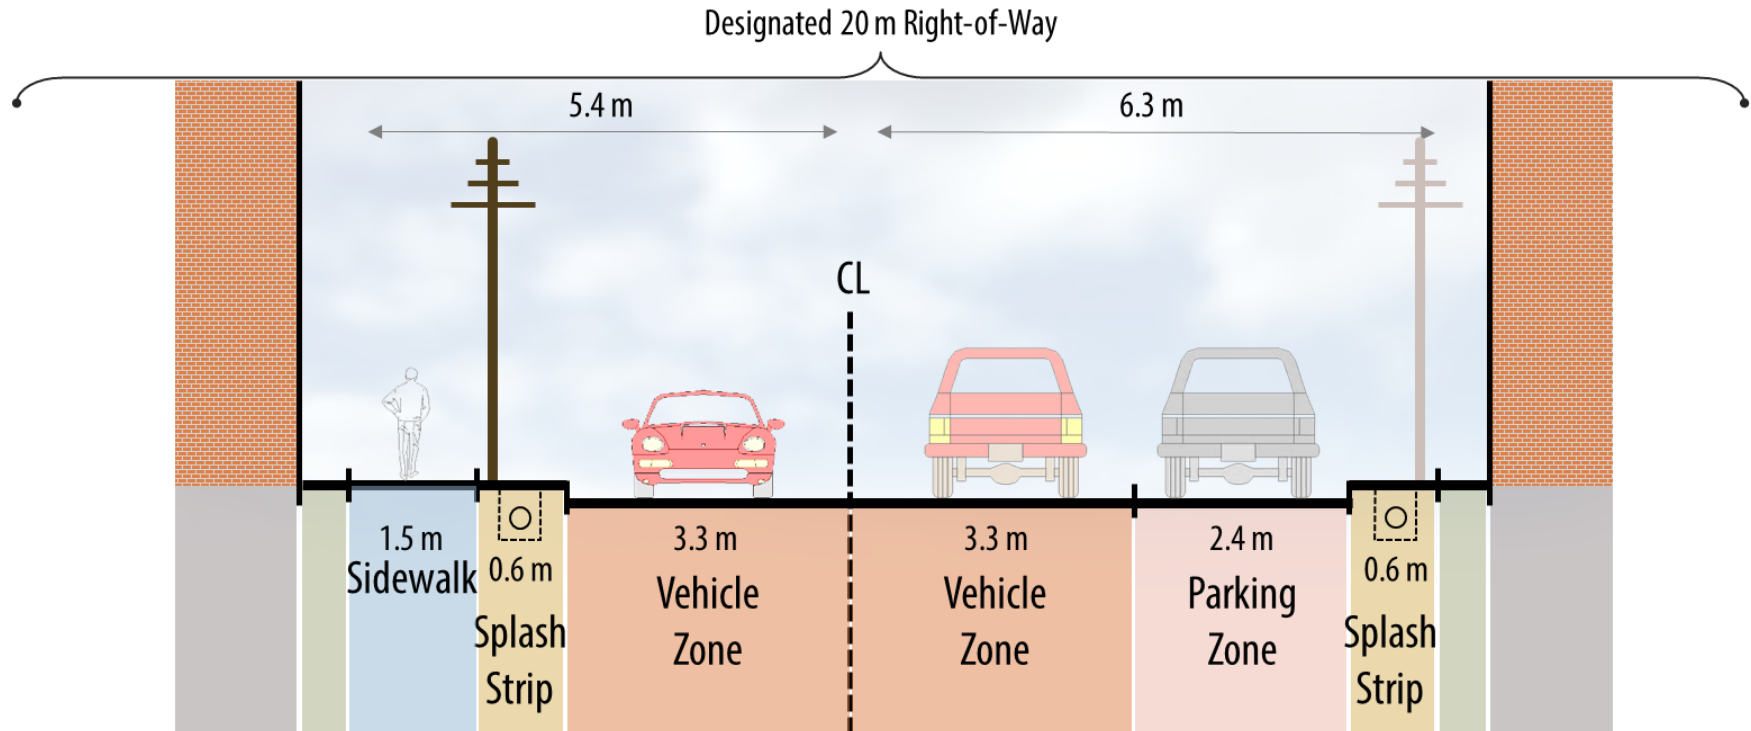 Designated 20 m Right-of-Way
5.4 m
6.3 m
CL
1.5 m
Sidewalk
0.6 m
Splash
Strip
3.3 m
Vehicle
Zone
3.3 m
Vehicle
Zone
2.4 m
Parking
Zone
0.6 m
Splash
Strip